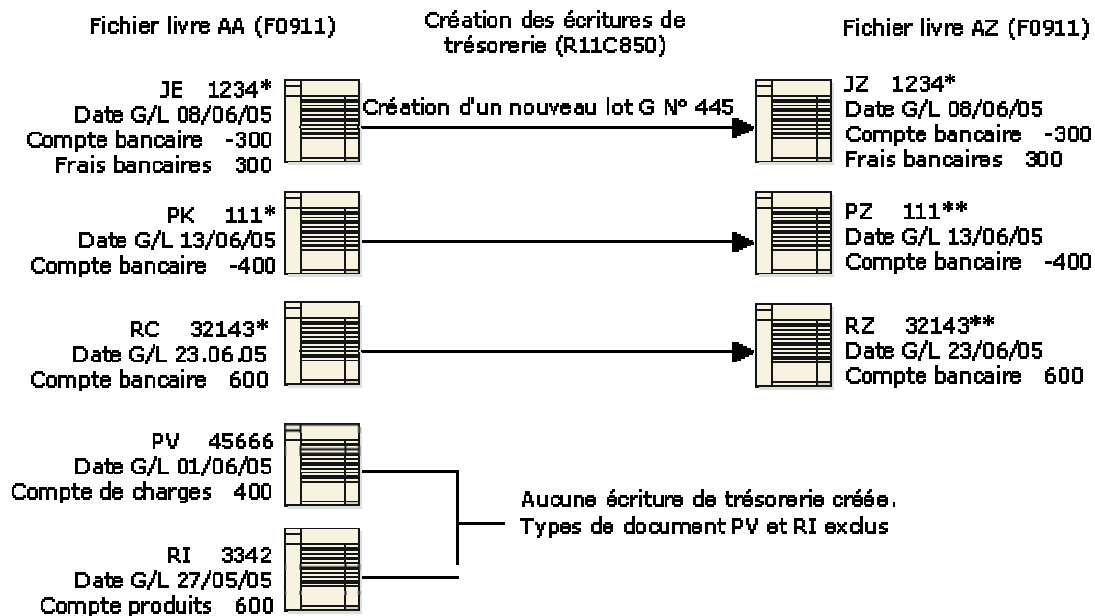 Fichier livre AA (F0911)
Création des écritures de
trésorerie (R11C850)
Fichier livre AZ (F0911)
JE 1234*
Date G/L 08/06/05
Compte bancaire -300
Frais bancaires 300
Création d'un nouveau lot G N° 445
JZ 1234*
Date G/L 08/06/05
Compte bancaire -300
Frais bancaires 300
PK 111*
Date G/L 13/06/05
Compte bancaire -400
PZ 111**
Date G/L 13/06/05
Compte bancaire -400
RC 32143*
Date G/L 23.06.05
Compte bancaire 600
RZ 32143**
Date G/L 23/06/05
Compte bancaire 600
PV 45666
Date G/L 01/06/05
Compte de charges 400
Aucune écriture de trésorerie créée.
Types de document PV et RI exclus
RI 3342
Date G/L 27/05/05
Compte produits 600